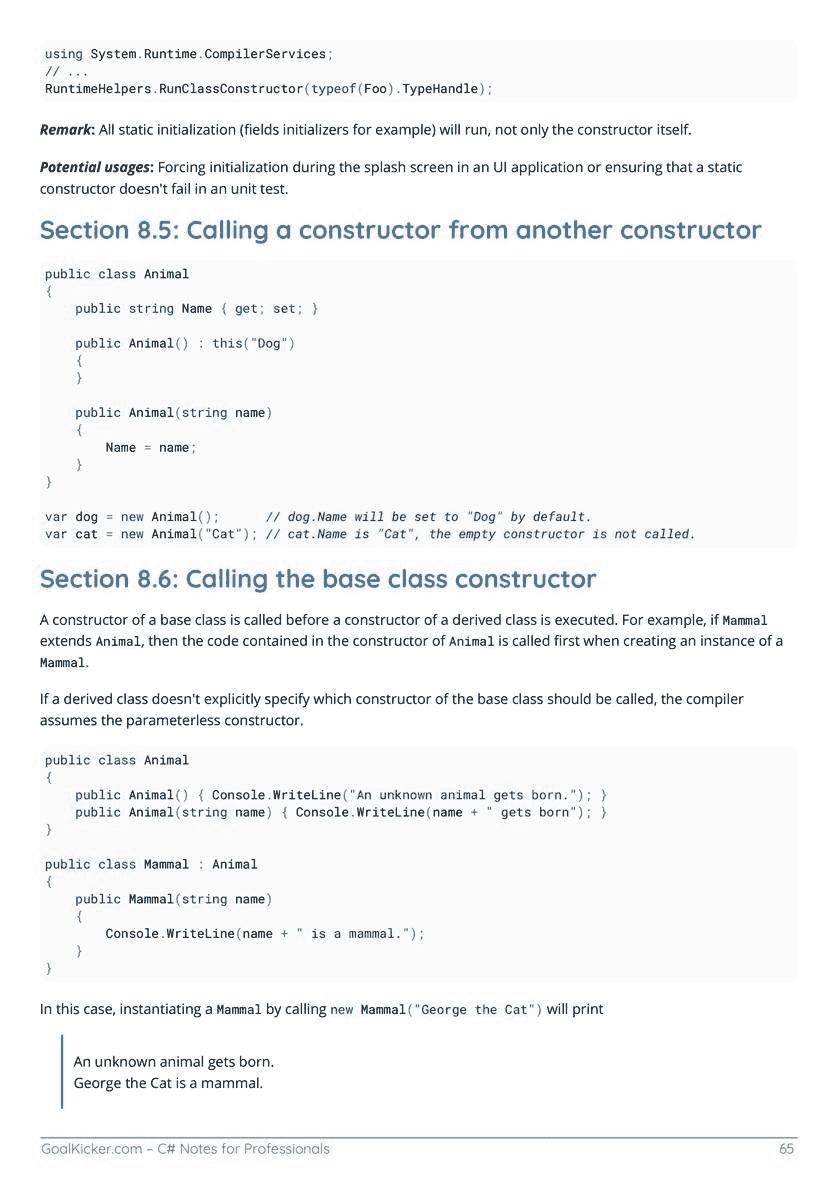 using System.Runtime.CompilerServices;
// ...
RuntimeHelpers.RunClassConstructor(typeof(Foo).TypeHandle);
Remark: All static initialization (fields initializers for example) will run, not only the constructor itself.
Potential usages: Forcing initialization during the splash screen in an UI application or ensuring that a static
constructor doesn't fail in an unit test.
Section 8.5: Calling a constructor from another constructor
public class Animal
{
    public string Name { get; set; }

    public Animal() : this("Dog")
    {
    }

    public Animal(string name)
    {
        Name = name;
    }
}

var dog = new Animal();      // dog.Name will be set to "Dog" by default.
var cat = new Animal("Cat"); // cat.Name is "Cat", the empty constructor is not called.
Section 8.6: Calling the base class constructor
A constructor of a base class is called before a constructor of a derived class is executed. For example, if Mammal
extends Animal, then the code contained in the constructor of Animal is called first when creating an instance of a
Mammal.
If a derived class doesn't explicitly specify which constructor of the base class should be called, the compiler
assumes the parameterless constructor.
public class Animal
{
    public Animal() { Console.WriteLine("An unknown animal gets born."); }
    public Animal(string name) { Console.WriteLine(name + " gets born"); }
}

public class Mammal : Animal
{
    public Mammal(string name)
    {
        Console.WriteLine(name + " is a mammal.");
    }
}
In this case, instantiating a Mammal by calling new Mammal("George the Cat") will print
An unknown animal gets born.
George the Cat is a mammal.
GoalKicker.com – C# Notes for Professionals 65